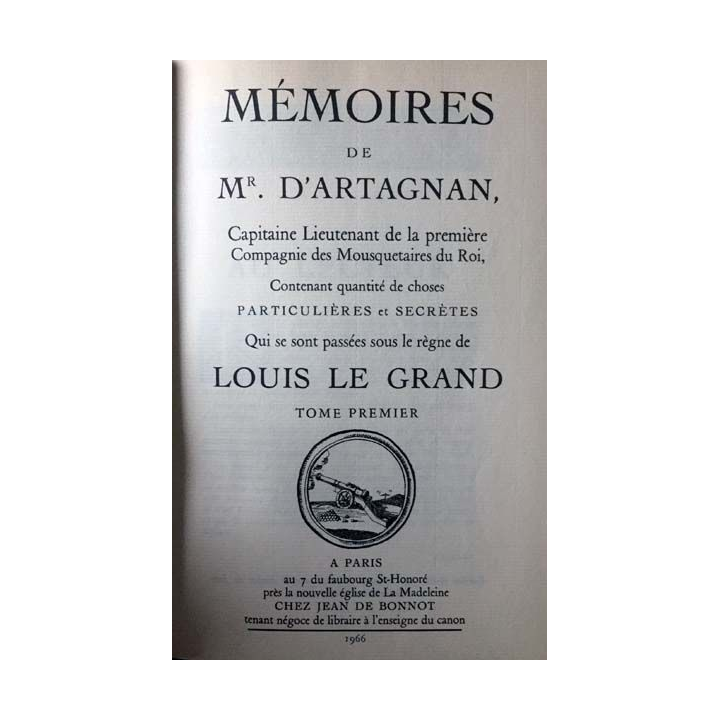 MÉMOIRES
DE
MR. D'ARTAGNAN,
Capitaine Lieutenant de la première
Compagnie des Mousquetaires du Roi,
Contenant quantité de choses
PARTICULIÈRES et SECRÈTES
Qui se sont passées sous le règne de
LOUIS LE GRAND
TOME PREMIER
A PARIS
au 7 du faubourg St-Honoré
près la nouvelle église de La Madeleine
CHEZ JEAN DE BONNOT
tenant négoce de libraire à l'enseigne du canon
1966